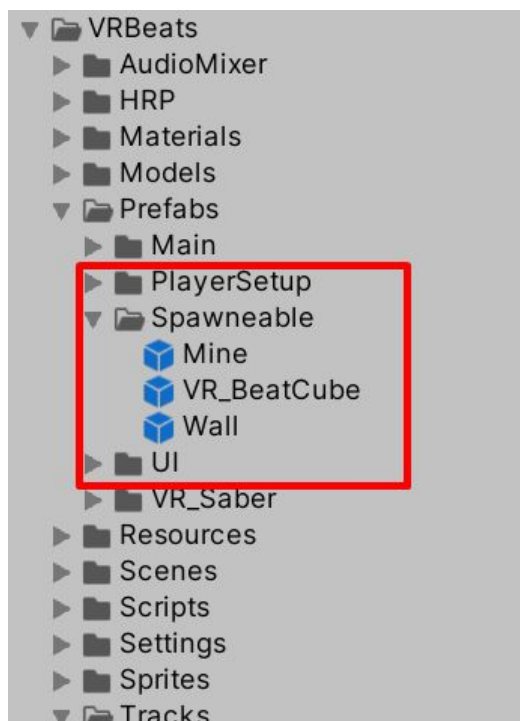 VRBeats
AudioMixer
HRP
Materials
Models
Prefabs
Main
PlayerSetup
Spawneable
Mine
VR_BeatCube
Wall
UI
VR_Saber
Resources
Scenes
Scripts
Settings
Sprites
Tracks